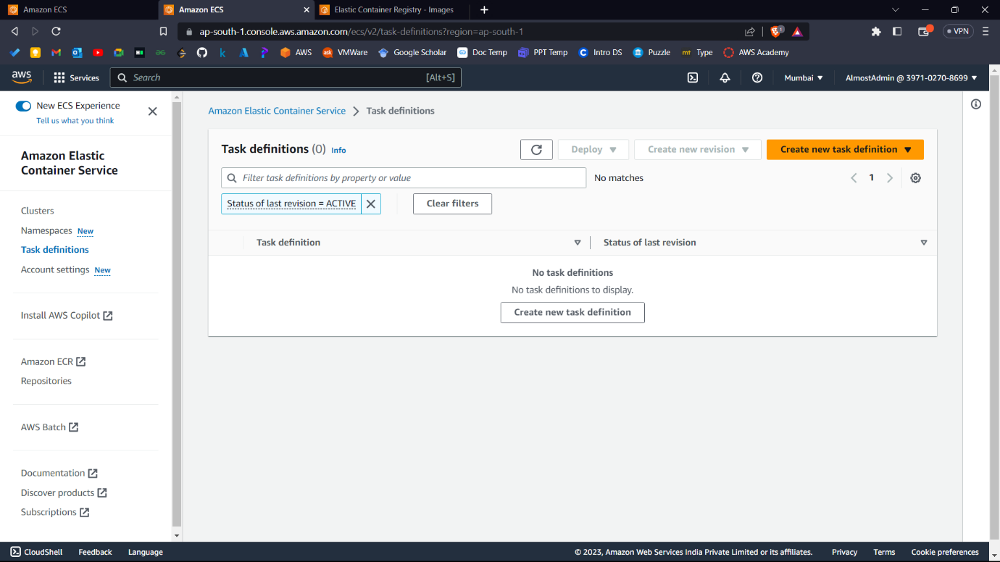 Amazon ECS
Amazon ECS
Elastic Container Registry - Images
ap-south-1.console.aws.amazon.com/ecs/v2/task-definitions?region=ap-south-1
1
VPN
AWS
ask VMWare
Google Scholar
Doc Temp
PPT Temp
Intro DS
Puzzle
mt Type
AWS Academy
aws
Services
Search
[Alt+S]
Mumbai
AlmostAdmin @ 3971-0270-8699
New ECS Experience
Tell us what you think
Amazon Elastic
Container Service
Clusters
Namespaces New
Task definitions
Account settings New
Install AWS Copilot
Amazon ECR
Repositories
AWS Batch
Documentation
Discover products
Subscriptions
Amazon Elastic Container Service
Task definitions
Task definitions (0) Info
Deploy
Create new revision
Create new task definition
Filter task definitions by property or value
No matches
1
Status of last revision = ACTIVE
Clear filters
Task definition
Status of last revision
No task definitions
No task definitions to display.
Create new task definition
CloudShell
Feedback
Language
© 2023, Amazon Web Services India Private Limited or its affiliates.
Privacy
Terms
Cookie preferences